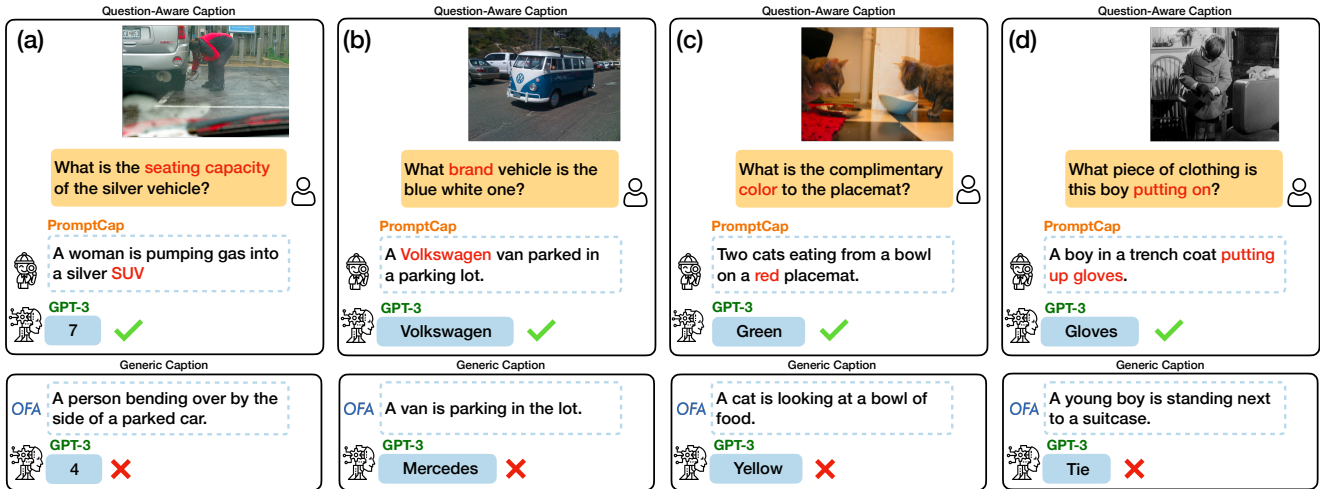 Question-Aware Caption
(a)
What is the seating capacity
of the silver vehicle?
PromptCap
A woman is pumping gas into
a silver SUV
GPT-3
7
Generic Caption
OFA
A person bending over by the
side of a parked car.
GPT-3
4
Question-Aware Caption
(b)
What brand vehicle is the
blue white one?
PromptCap
A Volkswagen van parked in
a parking lot.
GPT-3
Volkswagen
Generic Caption
OFA
A van is parking in the lot.
GPT-3
Mercedes
Question-Aware Caption
(c)
What is the complimentary
color to the placemat?
PromptCap
Two cats eating from a bowl
on a red placemat.
GPT-3
Green
Generic Caption
OFA
A cat is looking at a bowl of
food.
GPT-3
Yellow
Question-Aware Caption
(d)
What piece of clothing is
this boy putting on?
PromptCap
A boy in a trench coat putting
up gloves.
GPT-3
Gloves
Generic Caption
OFA
A young boy is standing next
to a suitcase.
GPT-3
Tie